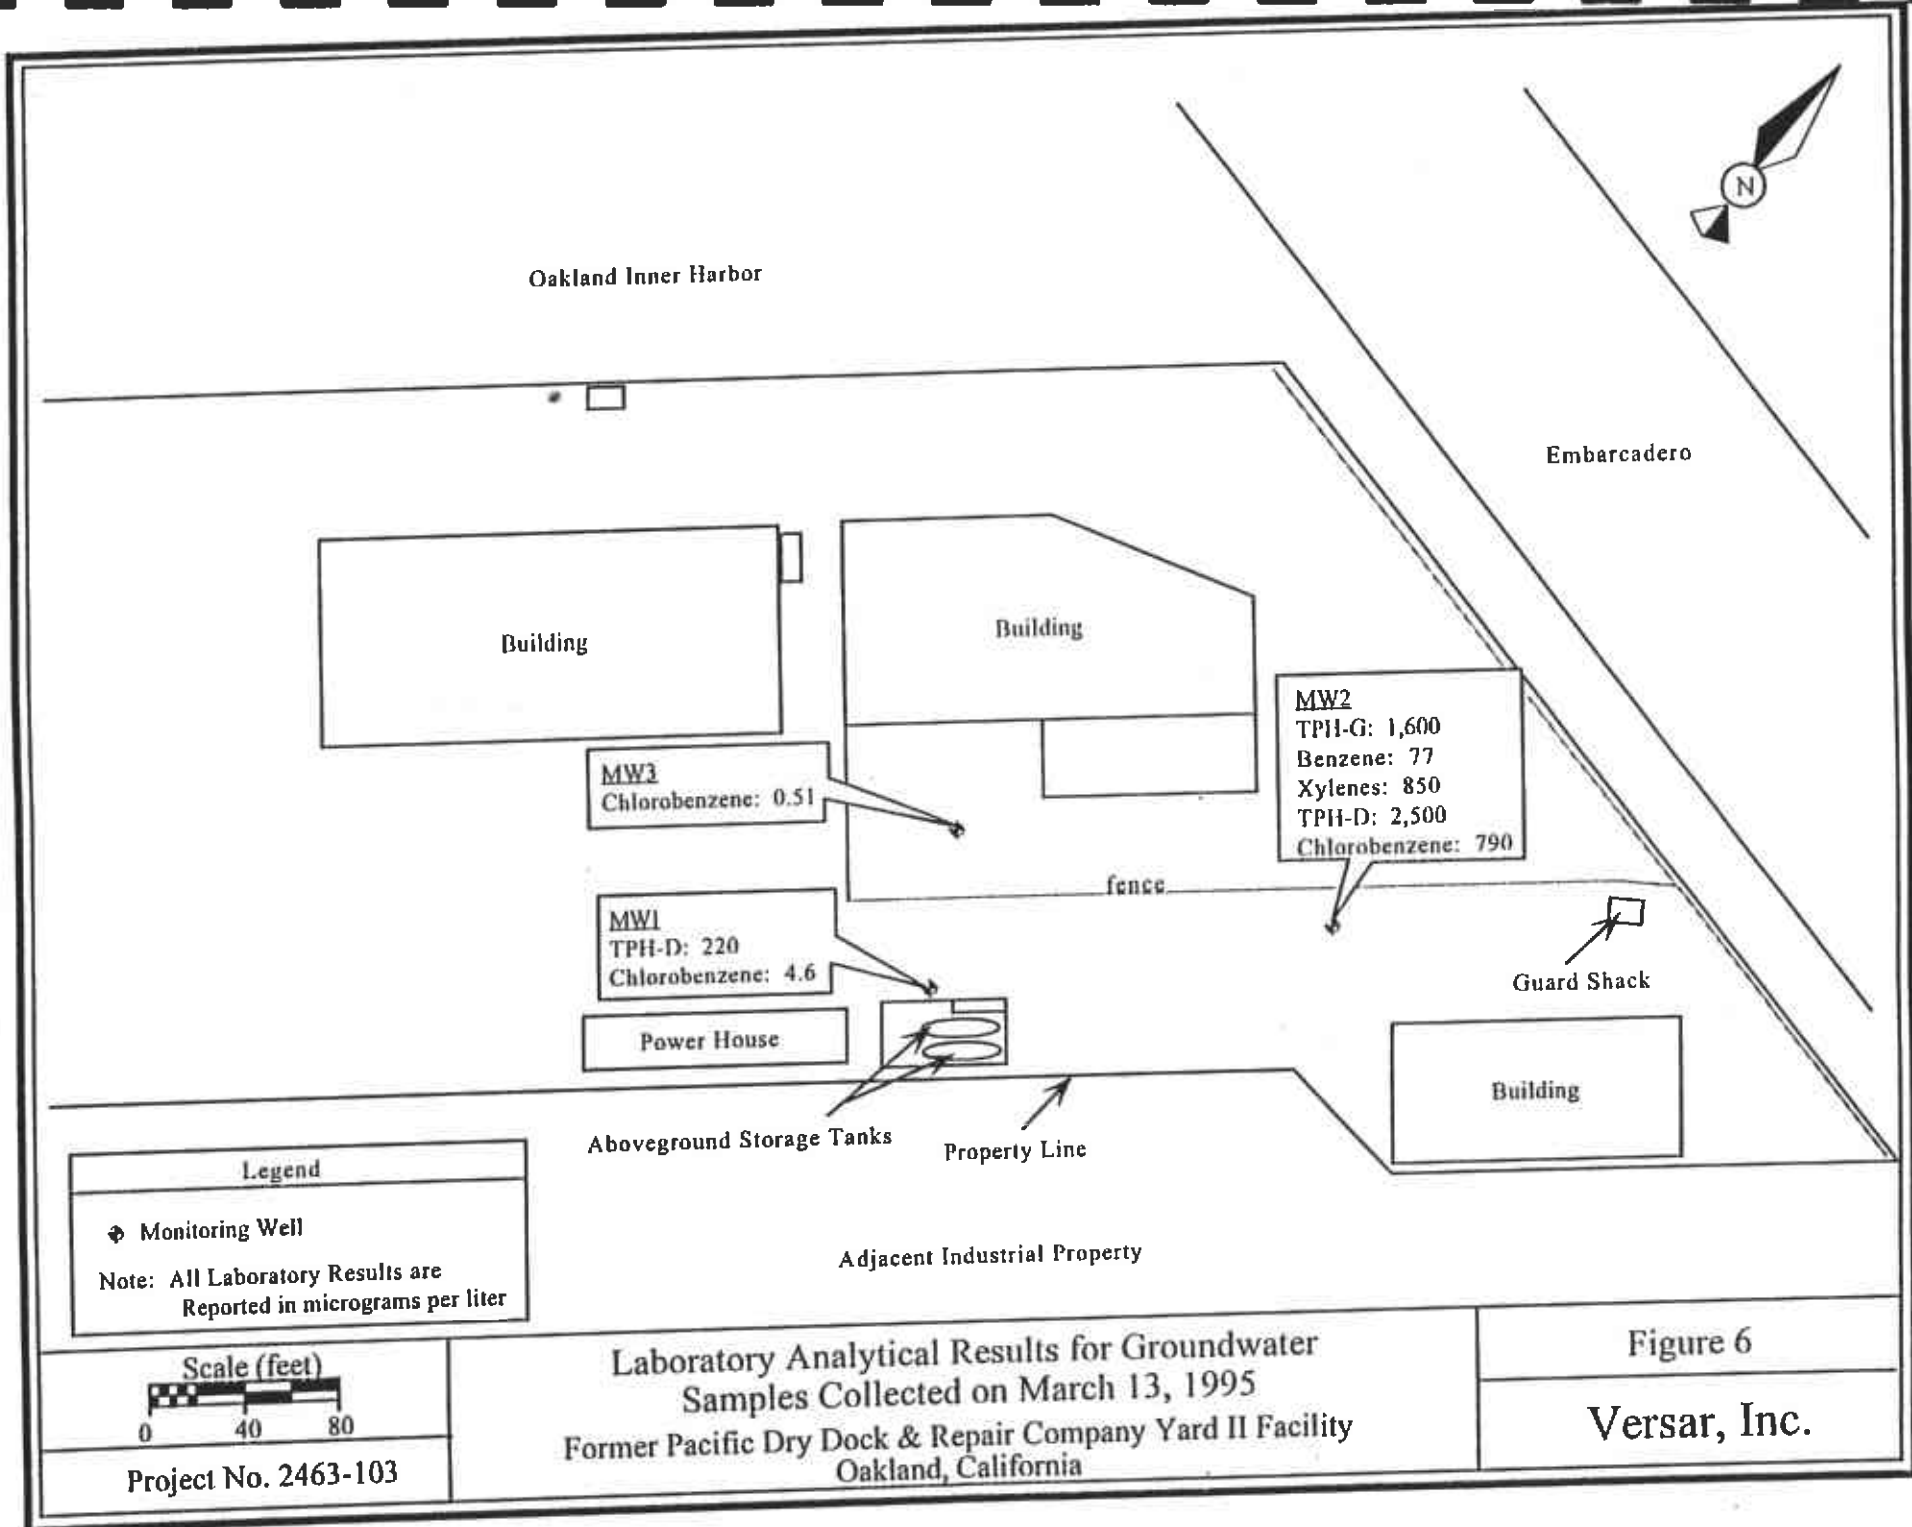 N
Oakland Inner Harbor
Embarcadero
Building
Building
MW2
TPH-G: 1,600
Benzene: 77
Xylenes: 850
TPH-D: 2,500
Chlorobenzene: 790
MW3
Chlorobenzene: 0.51
fence
MW1
TPH-D: 220
Chlorobenzene: 4.6
Guard Shack
Power House
Building
Aboveground Storage Tanks
Property Line
Legend
Monitoring Well
Note: All Laboratory Results are
Reported in micrograms per liter
Adjacent Industrial Property
Scale (feet)
0 40 80
Project No. 2463-103
Laboratory Analytical Results for Groundwater
Samples Collected on March 13, 1995
Former Pacific Dry Dock & Repair Company Yard II Facility
Oakland, California
Figure 6
Versar, Inc.